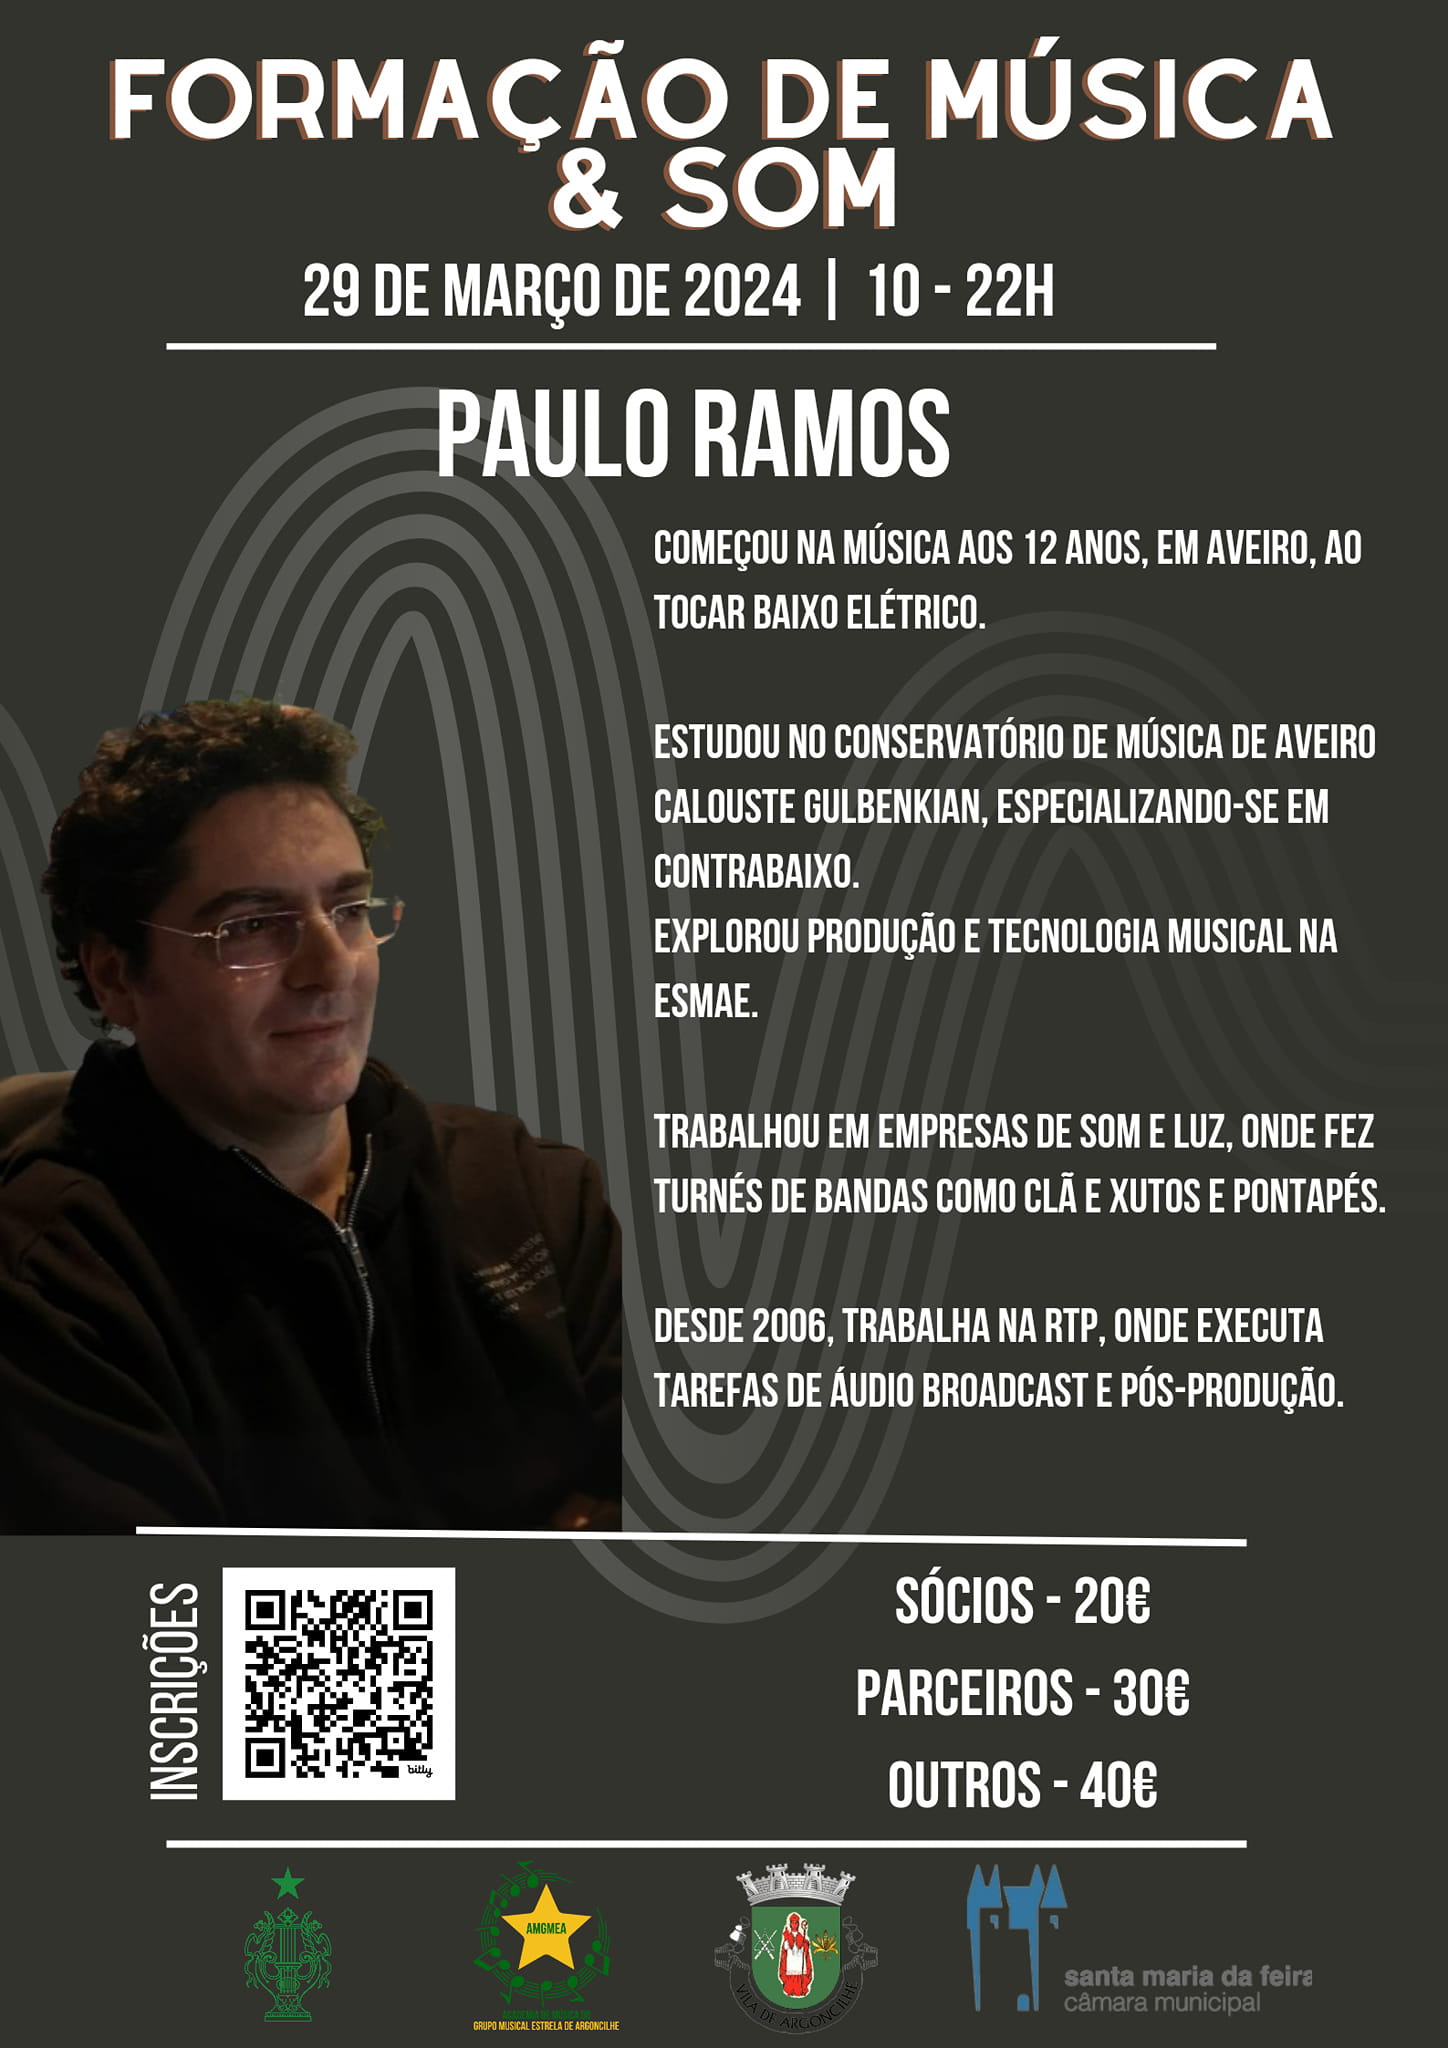 FORMAÇÃO DE MÚSICA
& SOM
29 DE MARÇO DE 2024 | 10 - 22H
PAULO RAMOS
COMEÇOU NA MÚSICA AOS 12 ANOS, EM AVEIRO, AO
TOCAR BAIXO ELÉTRICO.
ESTUDOU NO CONSERVATÓRIO DE MÚSICA DE AVEIRO
CALOUSTE GULBENKIAN, ESPECIALIZANDO-SE EM
CONTRABAIXO.
EXPLOROU PRODUÇÃO E TECNOLOGIA MUSICAL NA
ESMAE.
TRABALHOU EM EMPRESAS DE SOM E LUZ, ONDE FEZ
TURNÉS DE BANDAS COMO CLÃ E XUTOS E PONTAPÉS.
DESDE 2006, TRABALHA NA RTP, ONDE EXECUTA
TAREFAS DE ÁUDIO BROADCAST E PÓS-PRODUÇÃO.
INSCRIÇÕES
bitly
SÓCIOS - 20€
PARCEIROS - 30€
OUTROS - 40€
AMGMEA
ACADEMIA DE MÚSICA DO
GRUPO MUSICAL ESTRELA DE ARGONCILHE
VILA DE ARGONCILHE
santa maria da feira
câmara municipal